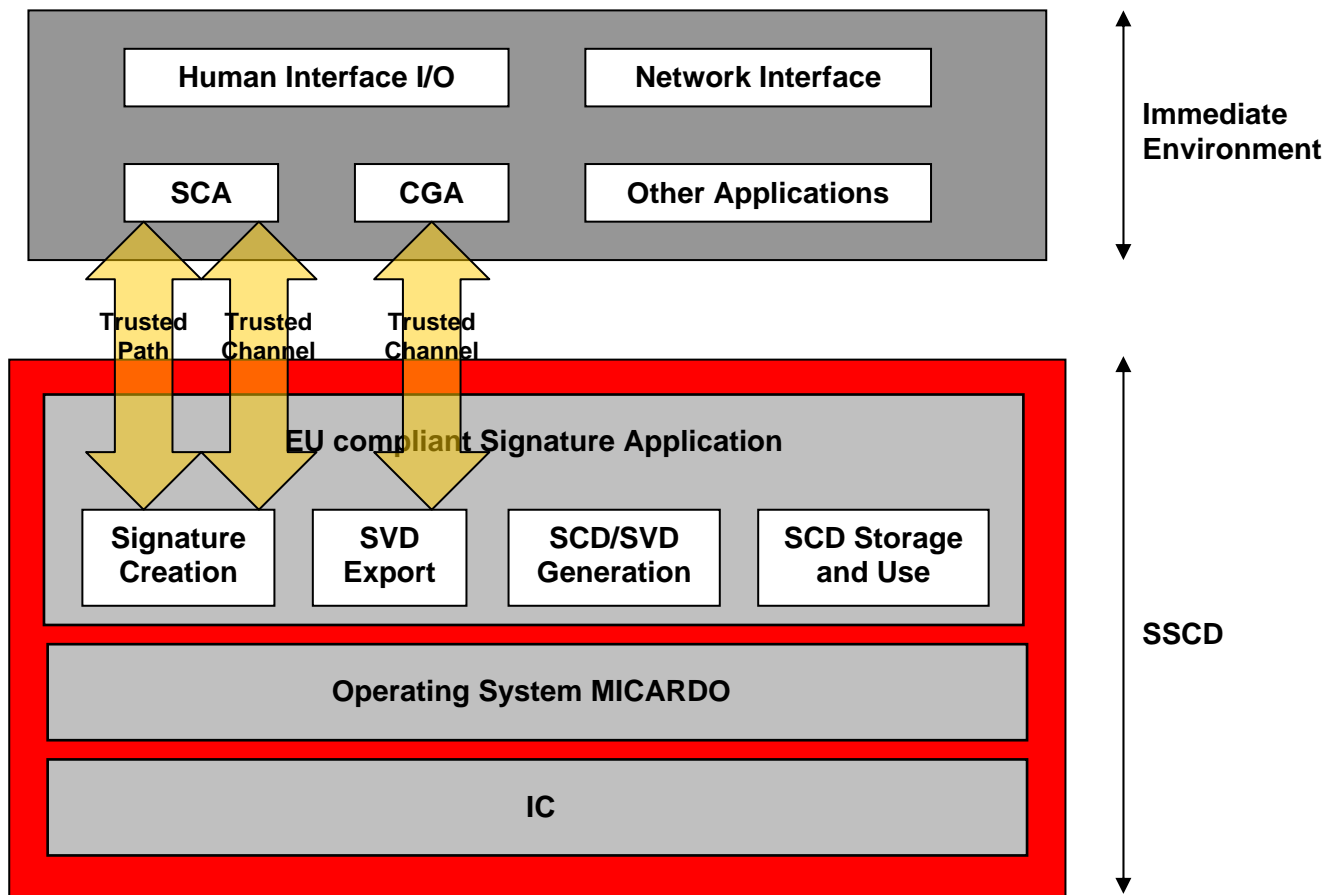 Human Interface I/O
Network Interface
Immediate
Environment
SCA
CGA
Other Applications
Trusted
Path
Trusted
Channel
Trusted
Channel
EU compliant Signature Application
Signature
Creation
SVD
Export
SCD/SVD
Generation
SCD Storage
and Use
SSCD
Operating System MICARDO
IC